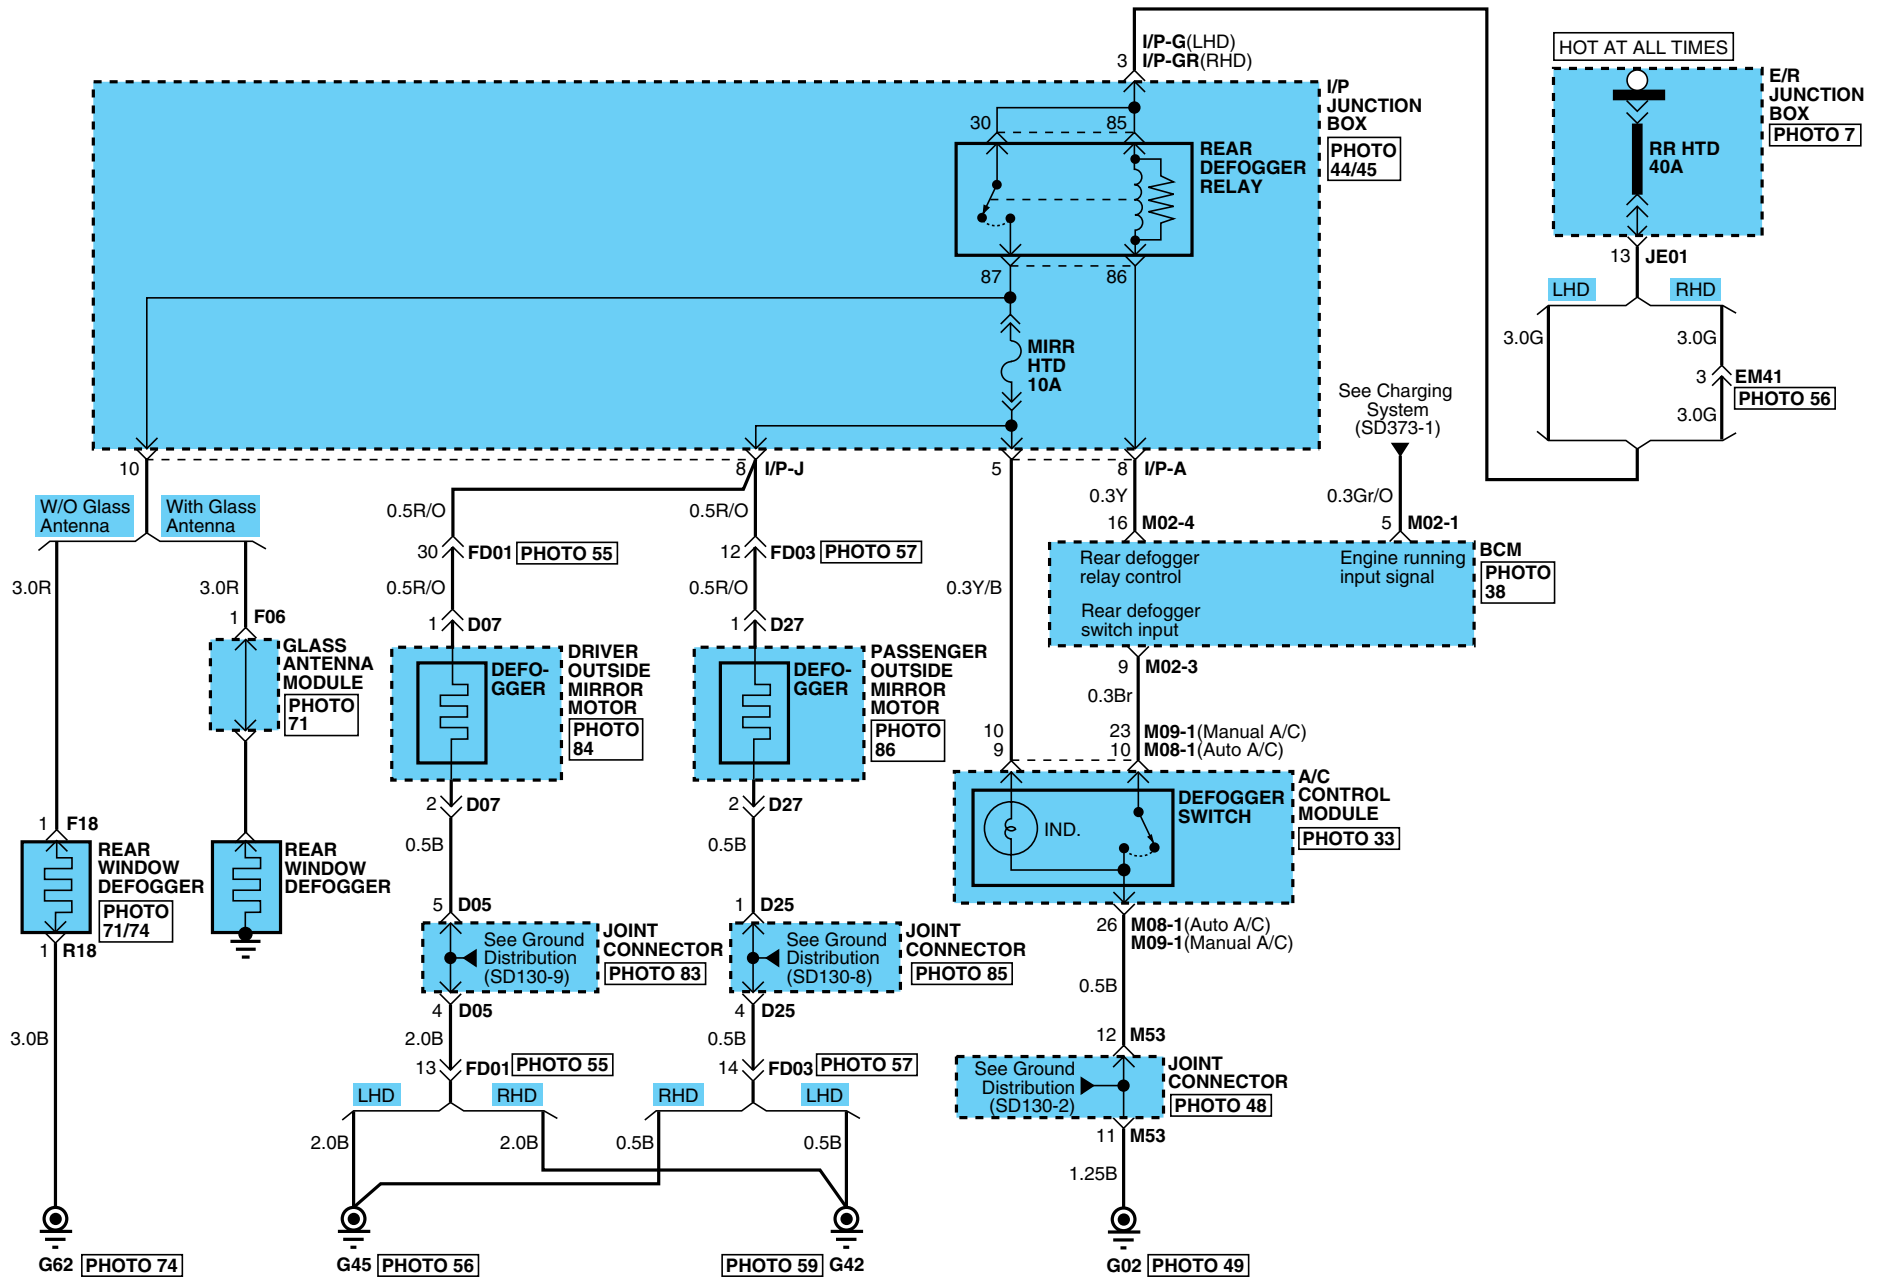 I/P-G(LHD)
3 I/P-GR(RHD)
HOT AT ALL TIMES
I/P
JUNCTION
BOX
PHOTO
44/45
30
85
REAR
DEFOGGER
RELAY
87
86
E/R
JUNCTION
BOX
PHOTO 7
RR HTD
40A
13 JE01
LHD
RHD
3.0G
3.0G
3 EM41
PHOTO 56
3.0G
MIRR
HTD
10A
See Charging
System
(SD373-1)
10
8 I/P-J
5
8 I/P-A
0.3Y
0.3Gr/O
16 M02-4
5 M02-1
W/O Glass
Antenna
With Glass
Antenna
0.5R/O
0.5R/O
30 FD01 PHOTO 55
12 FD03 PHOTO 57
Rear defogger
relay control
Engine running
input signal
Rear defogger
switch input
BCM
PHOTO
38
3.0R
3.0R
0.5R/O
0.5R/O
0.3Y/B
1 F06
1 D07
1 D27
GLASS
ANTENNA
MODULE
PHOTO
71
DEFO-
GGER
DRIVER
OUTSIDE
MIRROR
MOTOR
PHOTO
84
DEFO-
GGER
PASSENGER
OUTSIDE
MIRROR
MOTOR
PHOTO
86
9 M02-3
0.3Br
10
9
23 M09-1(Manual A/C)
10 M08-1(Auto A/C)
A/C
CONTROL
MODULE
PHOTO 33
DEFOGGER
SWITCH
IND.
2 D07
2 D27
1 F18
0.5B
0.5B
REAR
WINDOW
DEFOGGER
PHOTO
71/74
REAR
WINDOW
DEFOGGER
1 R18
5 D05
1 D25
See Ground
Distribution
(SD130-9)
JOINT
CONNECTOR
PHOTO 83
See Ground
Distribution
(SD130-8)
JOINT
CONNECTOR
PHOTO 85
26 M08-1(Auto A/C)
M09-1(Manual A/C)
0.5B
4 D05
4 D25
3.0B
2.0B
0.5B
12 M53
13 FD01 PHOTO 55
14 FD03 PHOTO 57
See Ground
Distribution
(SD130-2)
JOINT
CONNECTOR
PHOTO 48
LHD
RHD
RHD
LHD
2.0B
2.0B
0.5B
0.5B
11 M53
1.25B
G62 PHOTO 74
G45 PHOTO 56
PHOTO 59 G42
G02 PHOTO 49